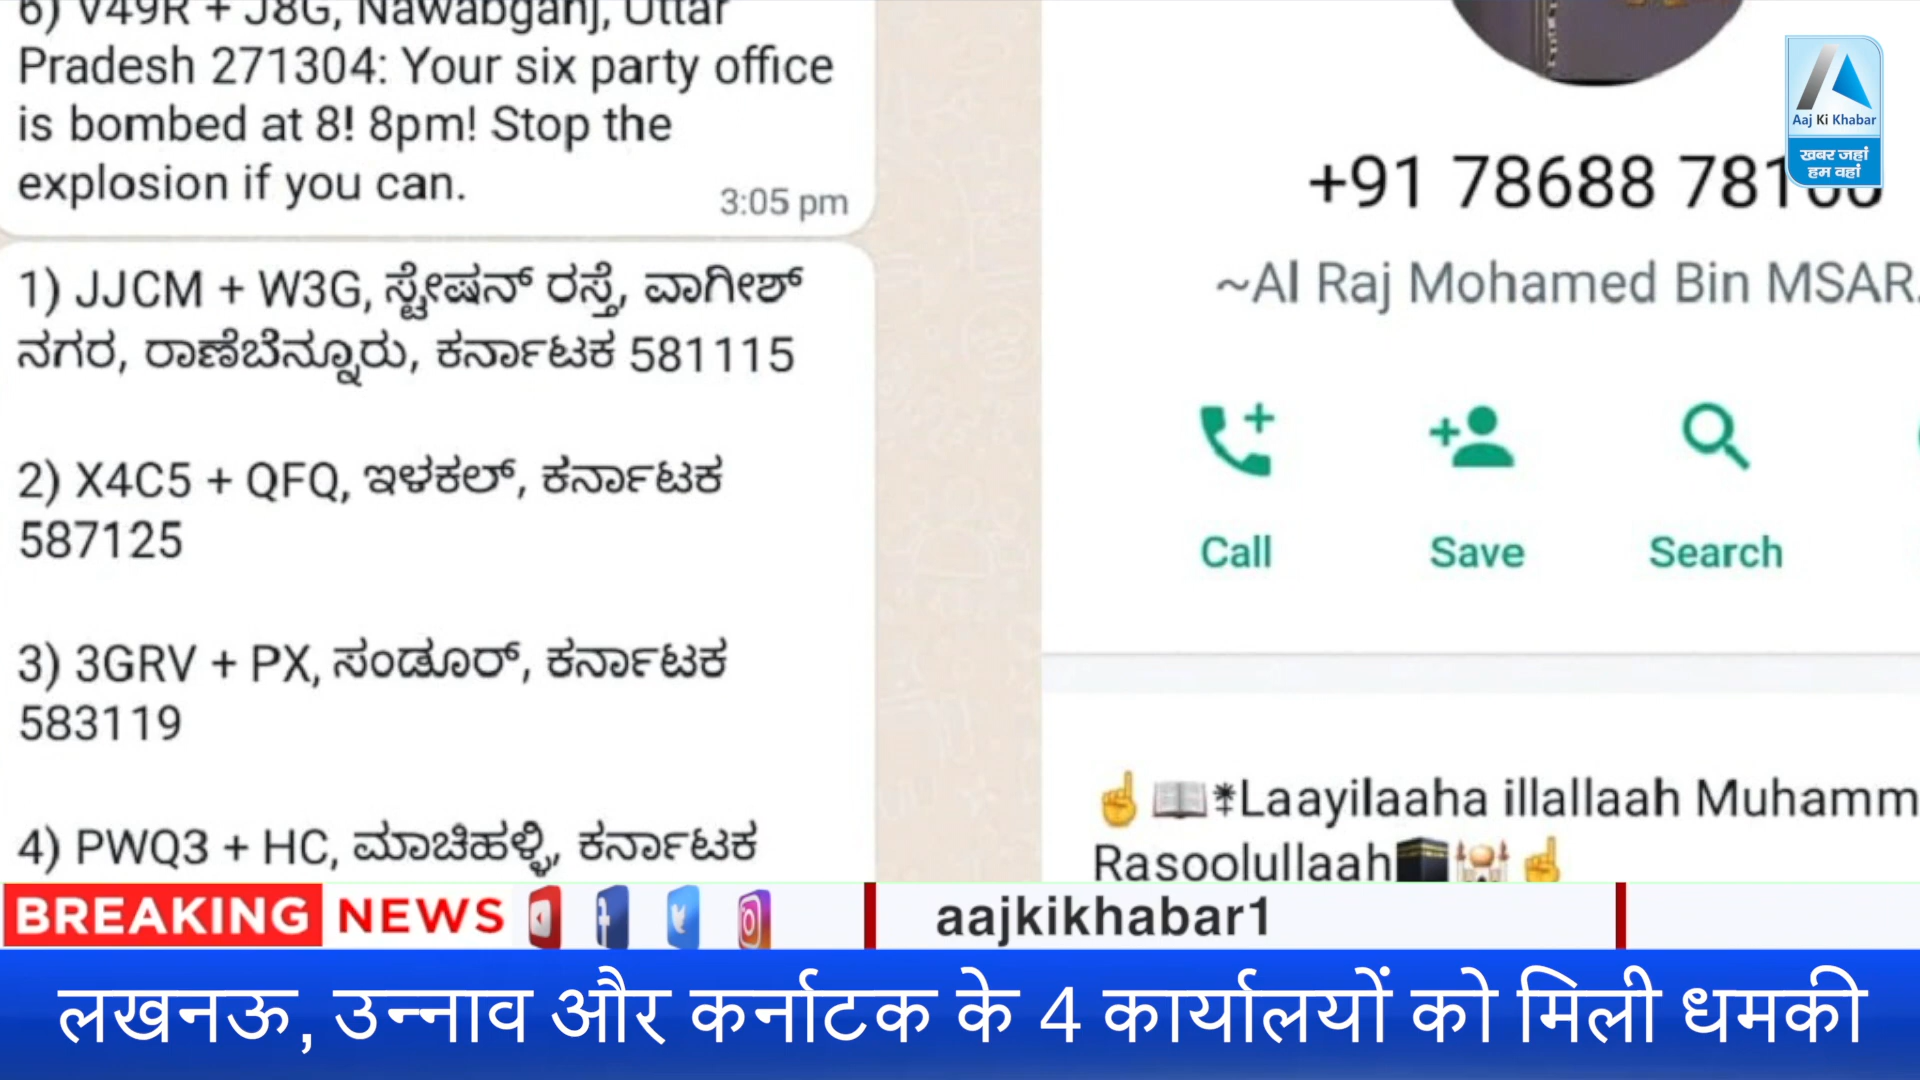 6) V49R + J8G, Nawabganj, Uttar
Pradesh 271304: Your six party office
is bombed at 8! 8pm! Stop the
explosion if you can.
3:05 pm
1) JJCM + W3G, ಸ್ಟೇಷನ್ ರಸ್ತೆ, ವಾಗೀಶ್
ನಗರ, ರಾಣೆಬೆನ್ನೂರು, ಕರ್ನಾಟಕ 581115
2) X4C5 + QFQ, ಇಳಕಲ್, ಕರ್ನಾಟಕ
587125
3) 3GRV + PX, ಸಂಡೂರ್, ಕರ್ನಾಟಕ
583119
4) PWQ3 + HC, ಮಾಚಿಹಳ್ಳಿ, ಕರ್ನಾಟಕ
Aaj Ki Khabar
खबर जहां
हम वहां
+91 78688
~Al Raj Mohamed Bin MSAR
Call Save Search
☝️📖⁕Laayilaaha illallaah Muhamm
Rasoolullaah🕋🕌☝️
BREAKING NEWS
aajkikhabar1
लखनऊ, उन्नाव और कर्नाटक के 4 कार्यालयों को मिली धमकी